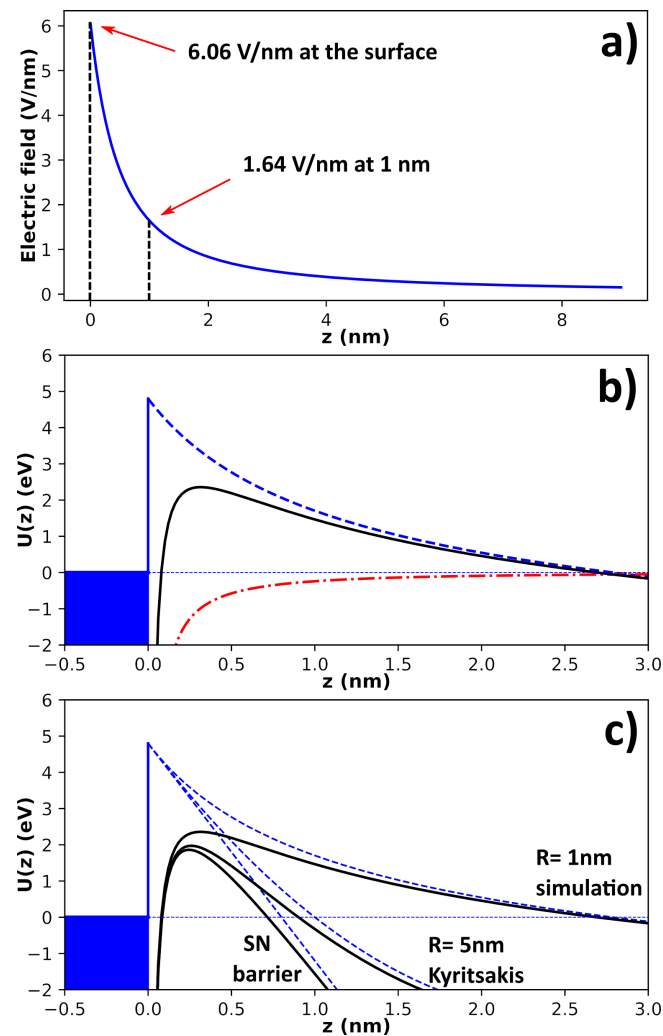 a)
6.06 V/nm at the surface
1.64 V/nm at 1 nm
Electric field (V/nm)
6
5
4
3
2
1
0
0 2 4 6 8
z (nm)
b)
U(z) (eV)
6
5
4
3
2
1
0
−1
−2
−0.5 0.0 0.5 1.0 1.5 2.0 2.5 3.0
z (nm)
c)
U(z) (eV)
6
5
4
3
2
1
0
−1
−2
R= 1nm
simulation
SN
barrier
R= 5nm
Kyritsakis
−0.5 0.0 0.5 1.0 1.5 2.0 2.5 3.0
z (nm)